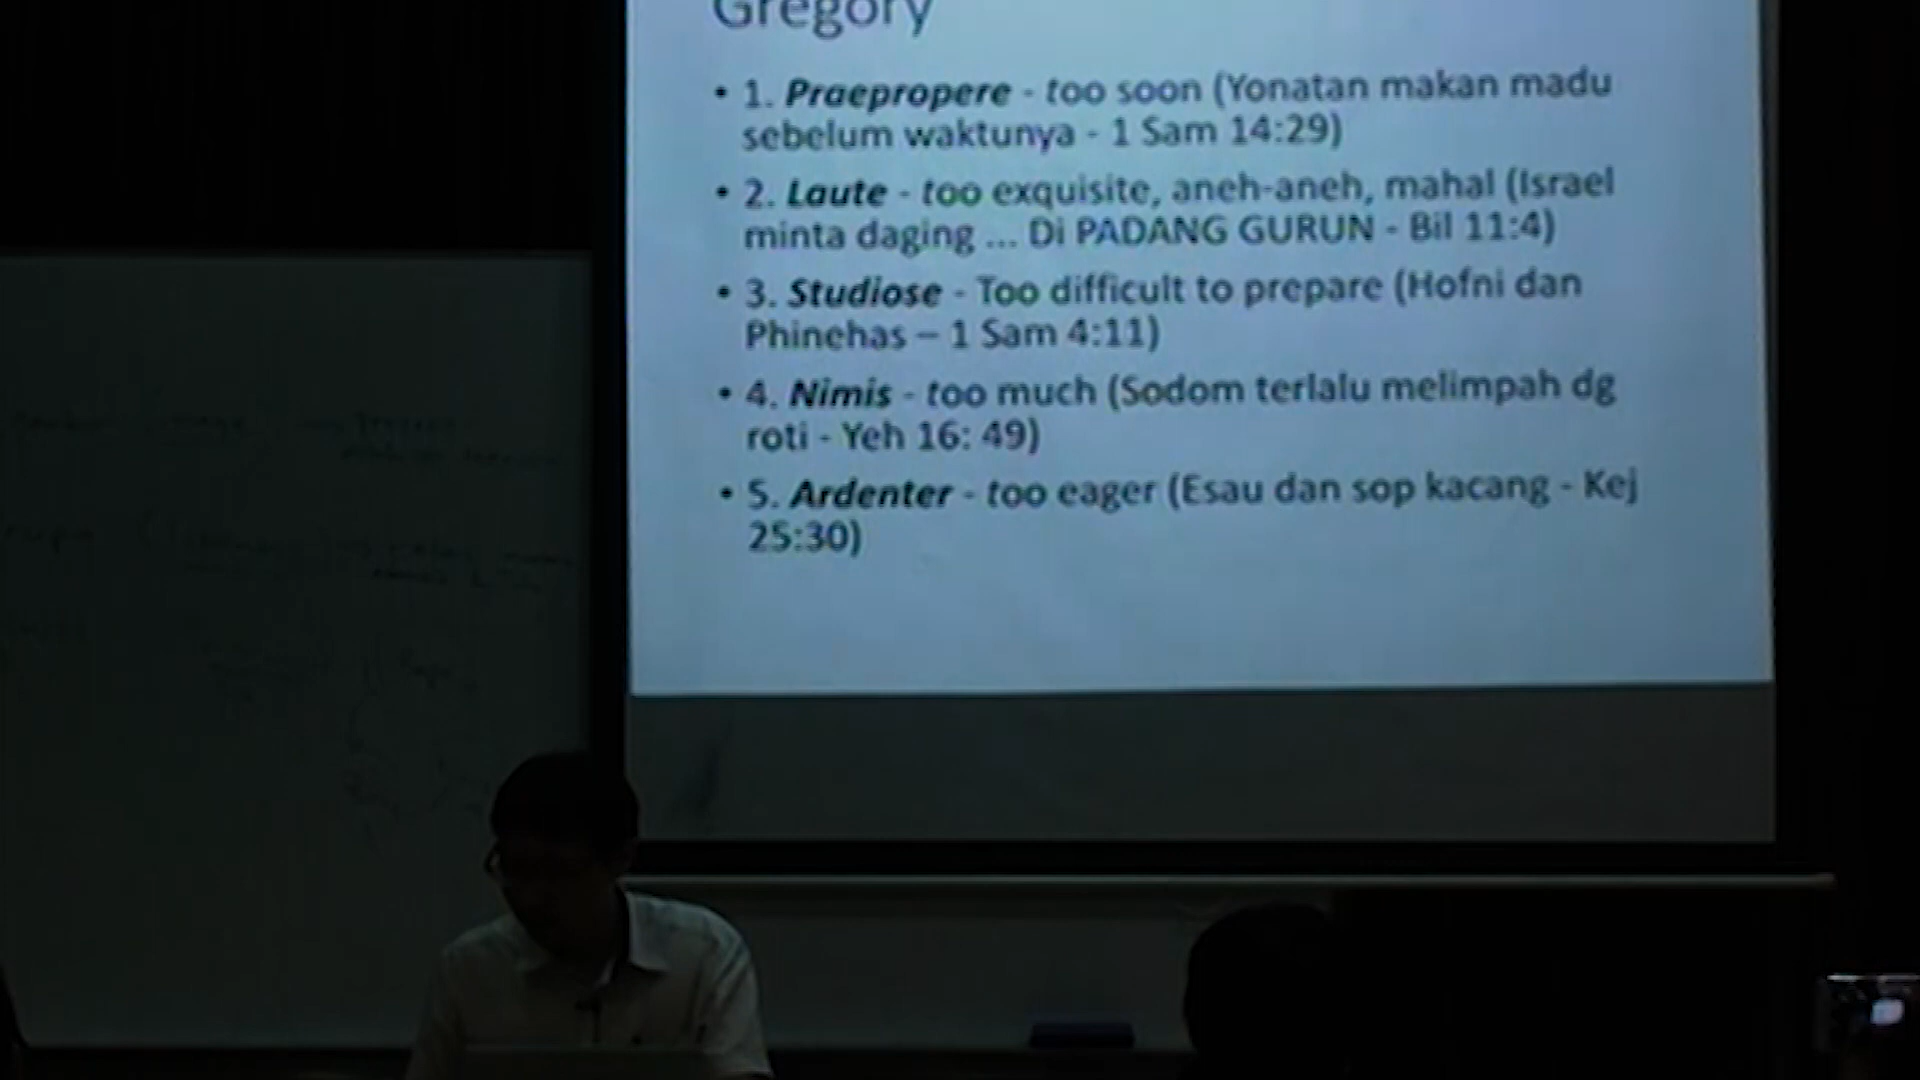 Gregory
• 1. Praepropere - too soon (Yonatan makan madu
sebelum waktunya - 1 Sam 14:29)
• 2. Laute - too exquisite, aneh-aneh, mahal (Israel
minta daging ... Di PADANG GURUN - Bil 11:4)
• 3. Studiose - Too difficult to prepare (Hofni dan
Phinehas – 1 Sam 4:11)
• 4. Nimis - too much (Sodom terlalu melimpah dg
roti - Yeh 16: 49)
• 5. Ardenter - too eager (Esau dan sop kacang - Kej
25:30)